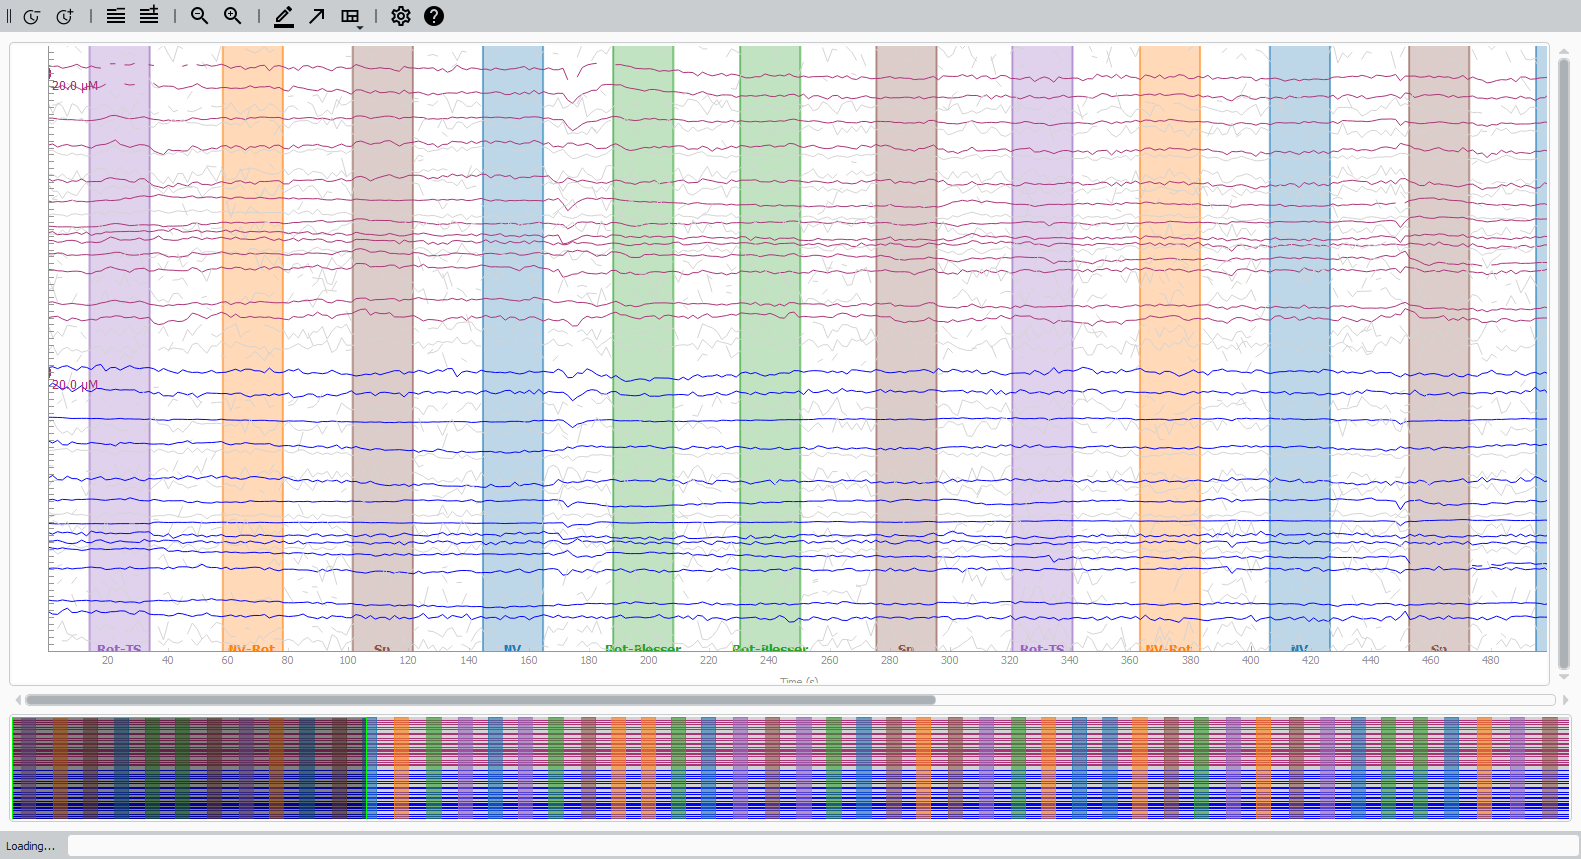 20.0 µM
20.0 µM
Rot-TS NV-Rot Sp NV Rot-Blesser Rot-Blesser Sp Rot-TS NV-Rot NV Sp
20 40 60 80 100 120 140 160 180 200 220 240 260 280 300 320 340 360 380 400 420 440 460 480
Time (s)
Loading...